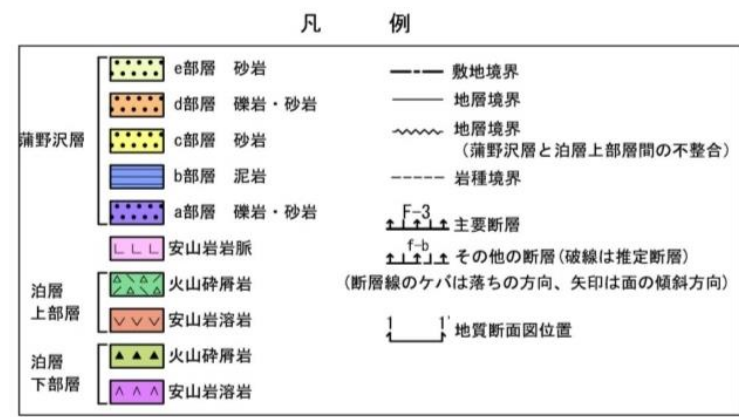 凡　例
蒲野沢層
e部層　砂岩
d部層　礫岩・砂岩
c部層　砂岩
b部層　泥岩
a部層　礫岩・砂岩
安山岩岩脈
泊層
上部層
火山砕屑岩
安山岩溶岩
泊層
下部層
火山砕屑岩
安山岩溶岩
敷地境界
地層境界
地層境界
(蒲野沢層と泊層上部層間の不整合)
岩種境界
F-3 主要断層
f-b その他の断層(破線は推定断層)
(断層線のケバは落ちの方向、矢印は面の傾斜方向)
1 1' 地質断面図位置